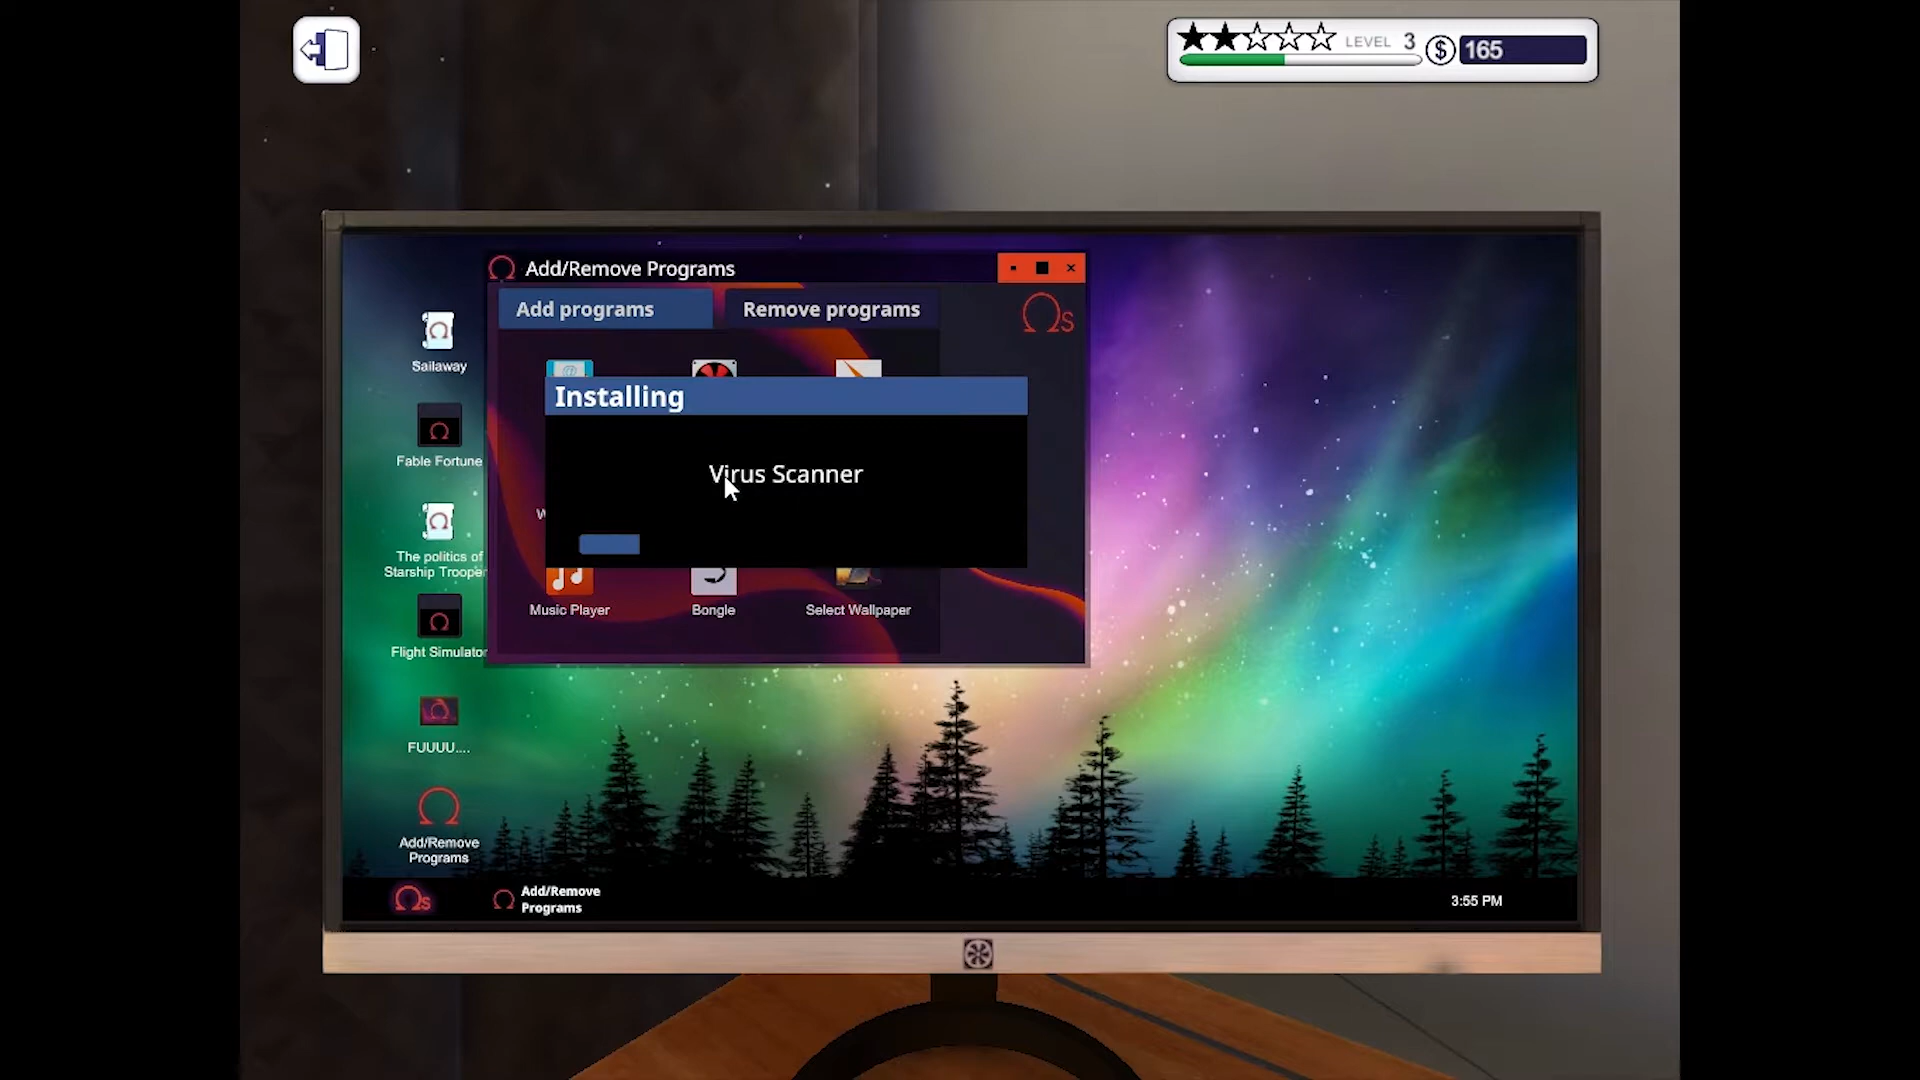 LEVEL 3
$ 165
Add/Remove Programs
Add programs
Remove programs
Ωs
Installing
Virus Scanner
W
Music Player
Bongle
Select Wallpaper
Sailaway
Fable Fortune
The politics of
Starship Trooper
Flight Simulator
FUUUU....
Add/Remove
Programs
Ωs
Add/Remove
Programs
3:55 PM